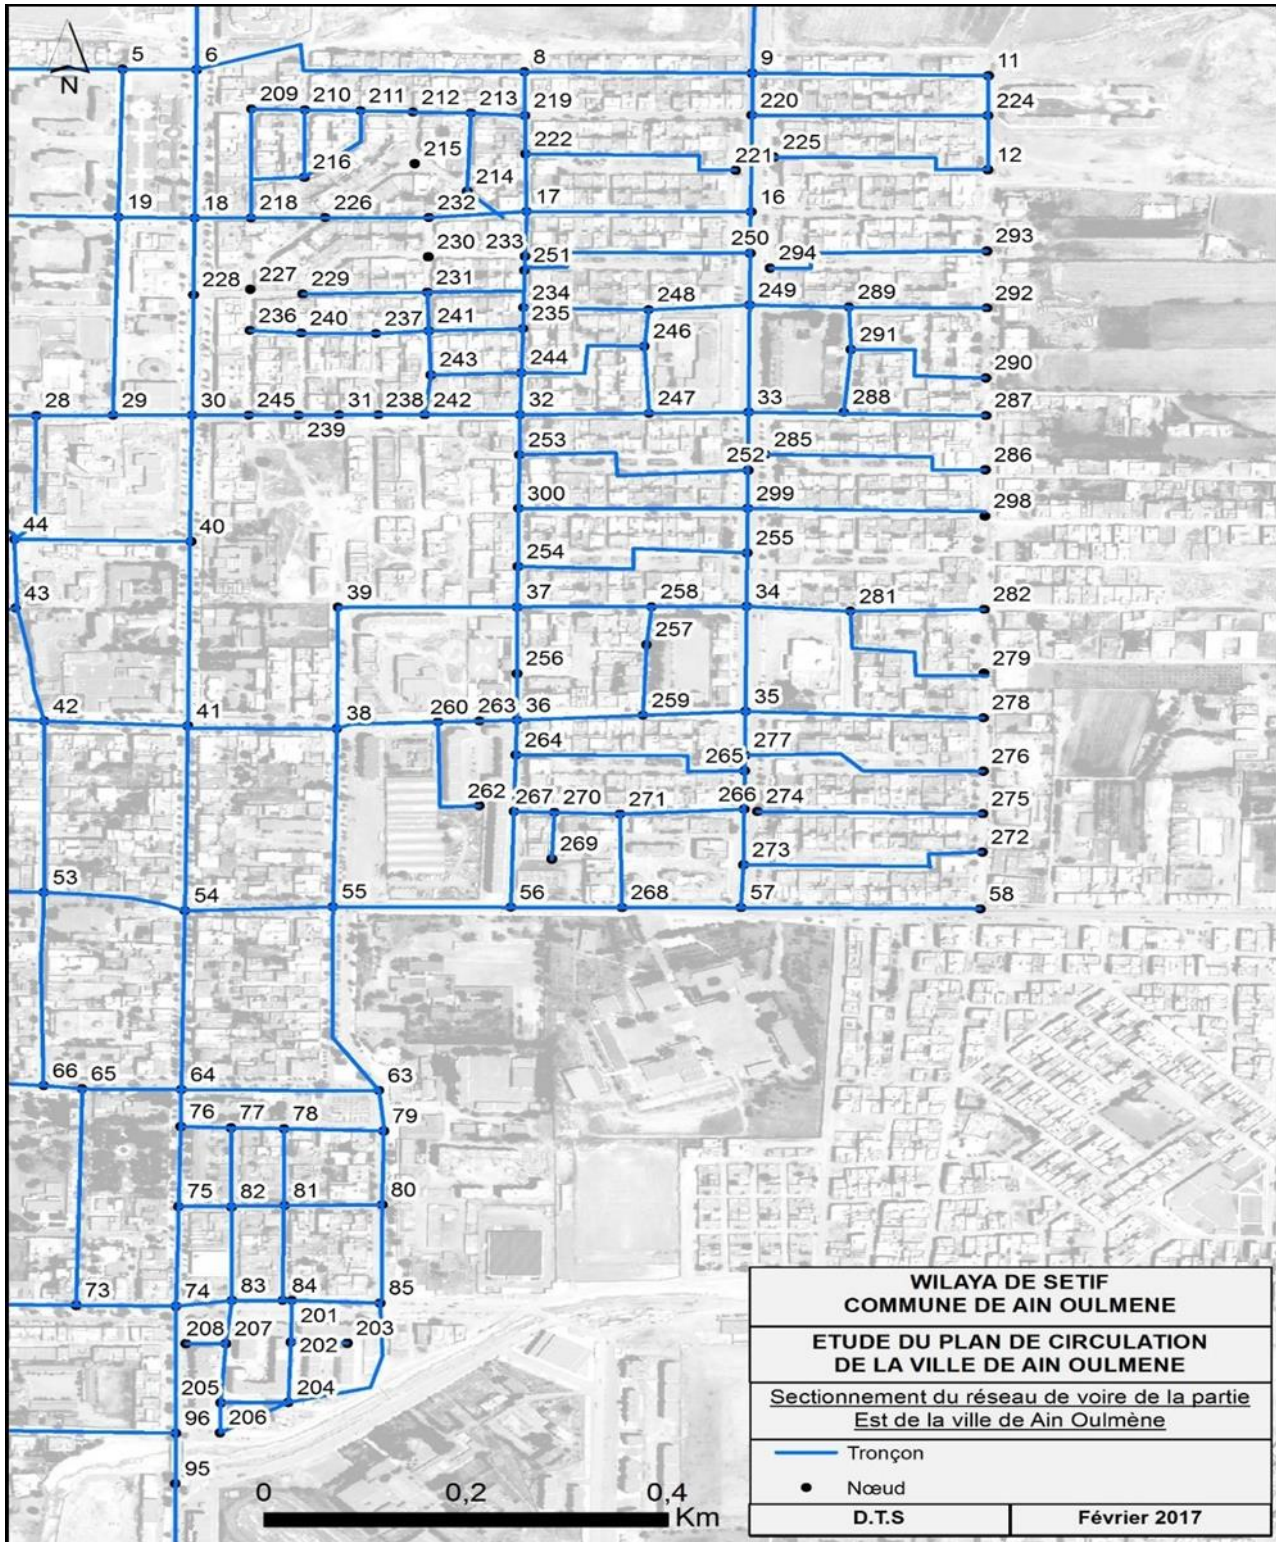 5 6 8 9 11
N
209 210 211 212 213 219 220 224
222
215 216 221 225 12
214
19 18 218 226 232 17 16
230 233 250 293
251 294
228 227 229 231
234 248 249 289 292
236 240 237 241 235
246 291
243 244 290
28 29 30 245 31 238 242 32 247 33 288 287
239
253 252 285 286
300 299 298
44 40
254 255
43 39 37 258 34 281 282
257
256 279
42 41 38 260 263 36 259 35 278
264 265 277 276
262 267 270 271 266 274 275
269 273 272
53 54 55 56 268 57 58
66 65 64 63
76 77 78 79
75 82 81 80
73 74 83 84 85
201
208 207 202 203
205 204
96 206
95
0 0,2 0,4
Km
WILAYA DE SETIF
COMMUNE DE AIN OULMENE
ETUDE DU PLAN DE CIRCULATION
DE LA VILLE DE AIN OULMENE
Sectionnement du réseau de voire de la partie
Est de la ville de Ain Oulmène
Tronçon
Nœud
D.T.S Février 2017